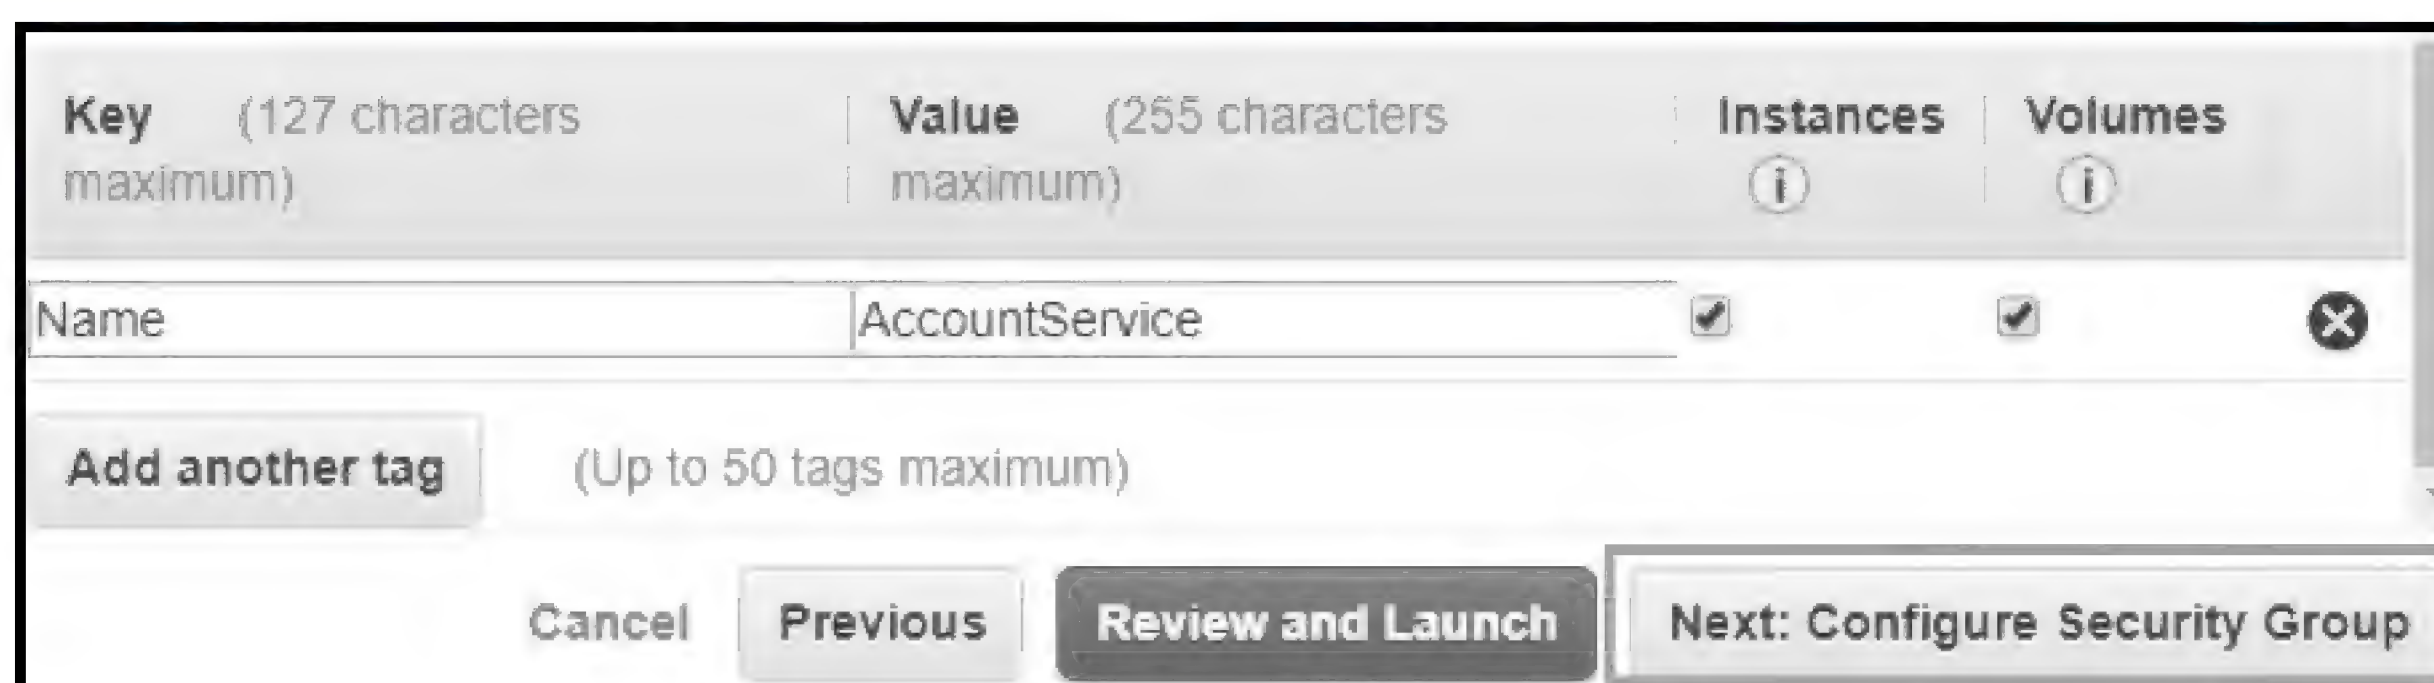 Key (127 characters maximum) Value (255 characters maximum) Instances Volumes
Name AccountService
Add another tag (Up to 50 tags maximum)
Cancel Previous Review and Launch Next: Configure Security Group